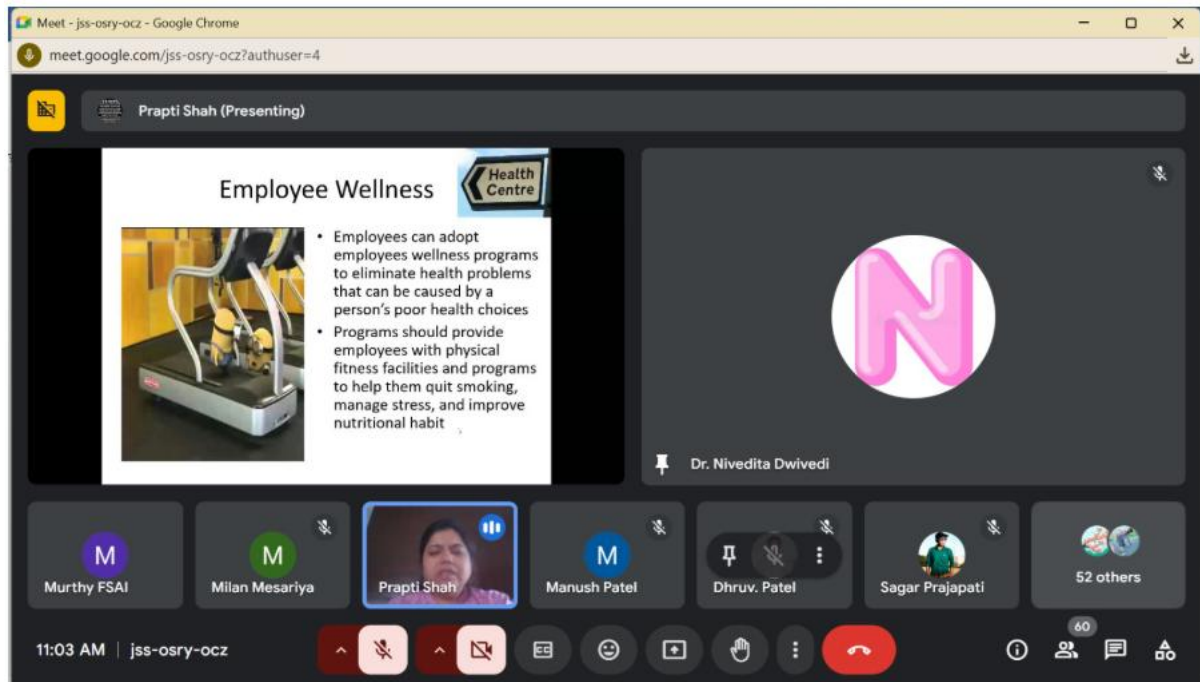 Meet - jss-osry-ocz - Google Chrome
meet.google.com/jss-osry-ocz?authuser=4
Prapti Shah (Presenting)
Employee Wellness
Health
Centre
• Employees can adopt
employees wellness programs
to eliminate health problems
that can be caused by a
person's poor health choices
• Programs should provide
employees with physical
fitness facilities and programs
to help them quit smoking,
manage stress, and improve
nutritional habit
N
Dr. Nivedita Dwivedi
M
Murthy FSAI
M
Milan Mesariya
Prapti Shah
M
Manush Patel
Dhruv. Patel
Sagar Prajapati
52 others
11:03 AM | jss-osry-ocz
CC
60